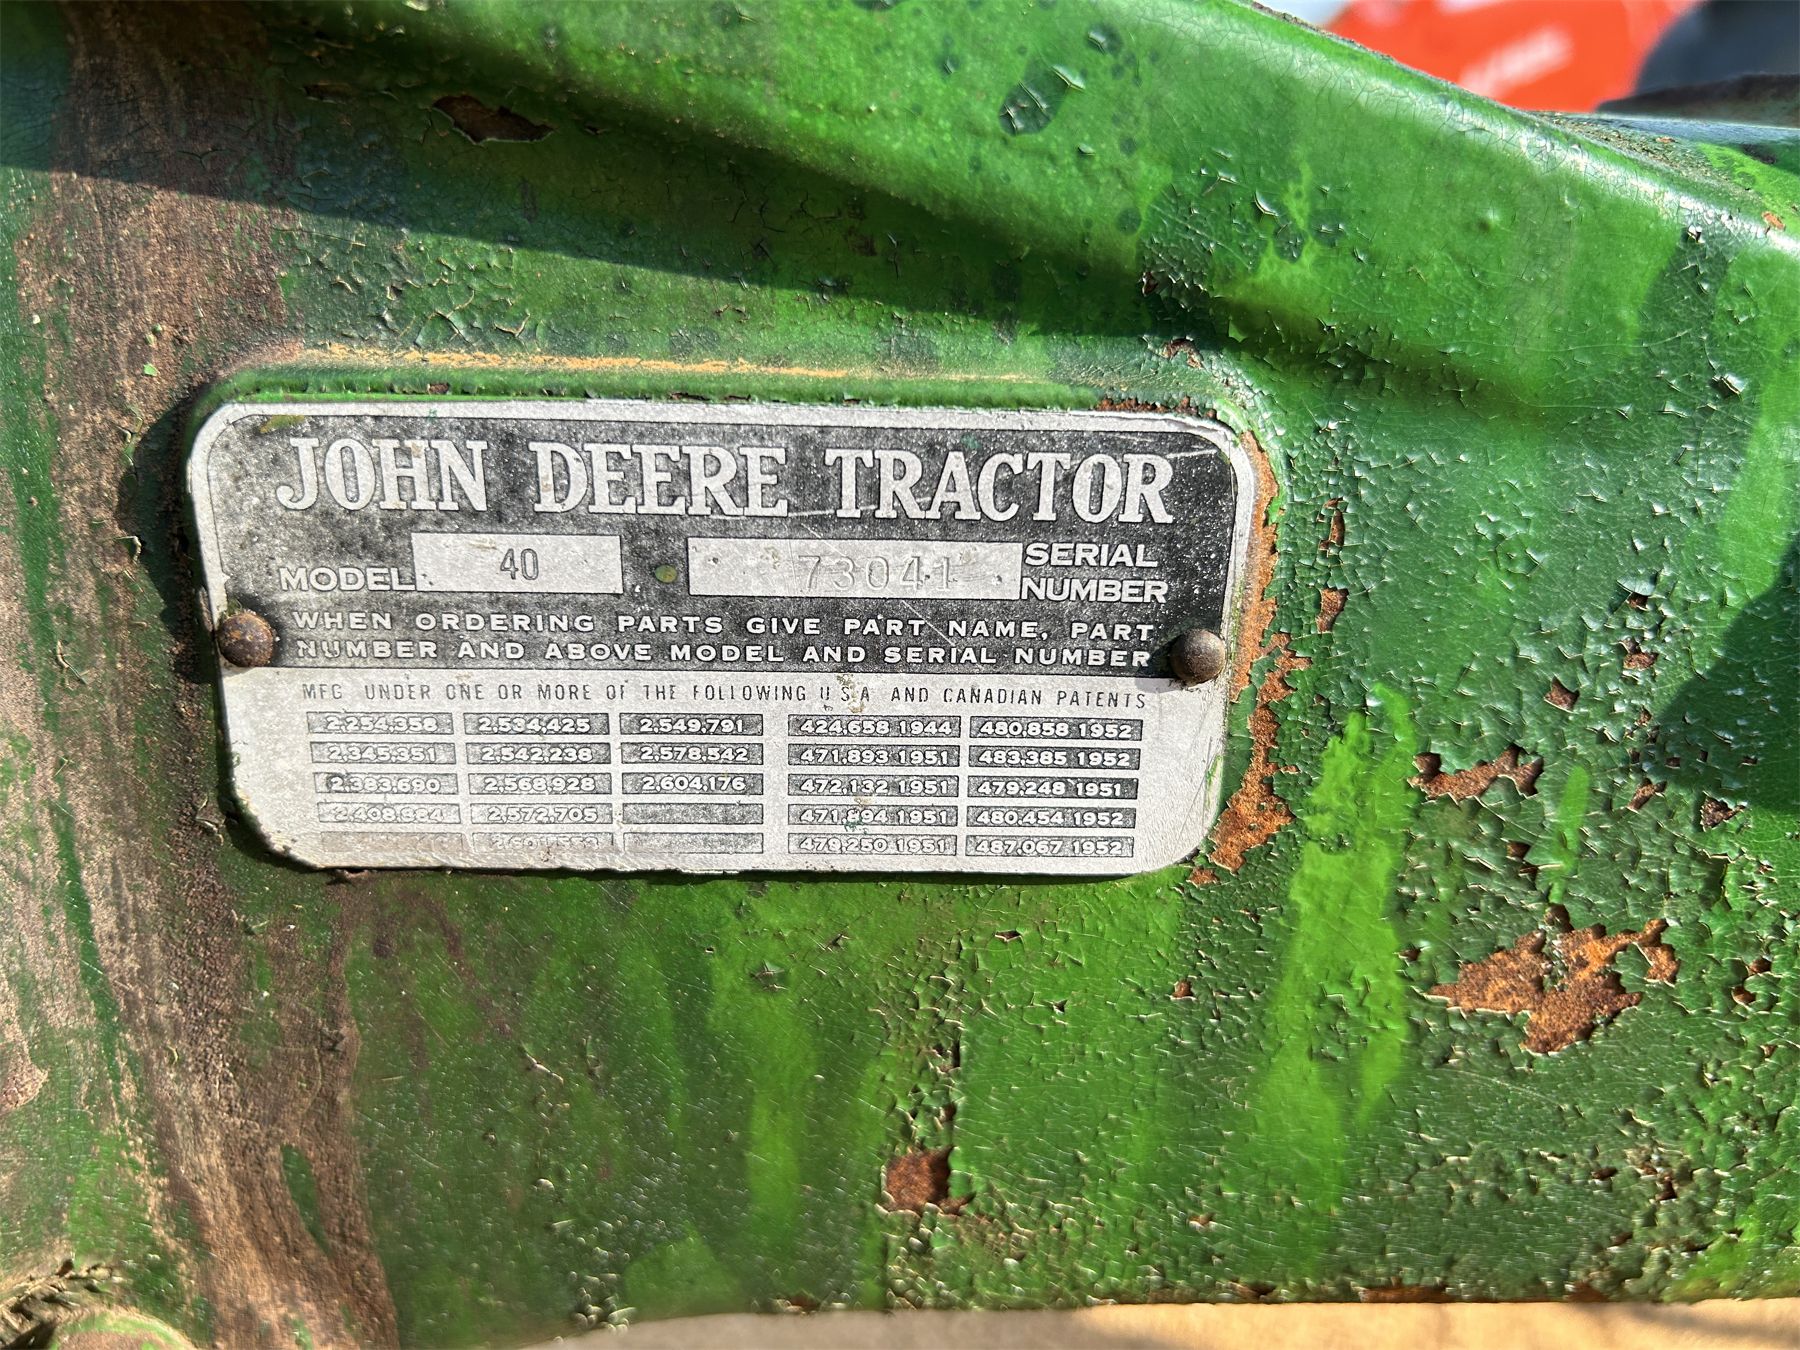 JOHN DEERE TRACTOR
MODEL 40 73041 SERIAL NUMBER
WHEN ORDERING PARTS GIVE PART NAME, PART
NUMBER AND ABOVE MODEL AND SERIAL NUMBER
MFG UNDER ONE OR MORE OF THE FOLLOWING U S A AND CANADIAN PATENTS
2,254,358 2,534,425 2,549,791 424,658 1944 480,858 1952
2,345,351 2,542,238 2,578,542 471,893 1951 483,385 1952
2,383,690 2,568,928 2,604,176 472,132 1951 479,248 1951
2,408,984 2,572,705 471,894 1951 480,454 1952
479,250 1951 487,067 1952